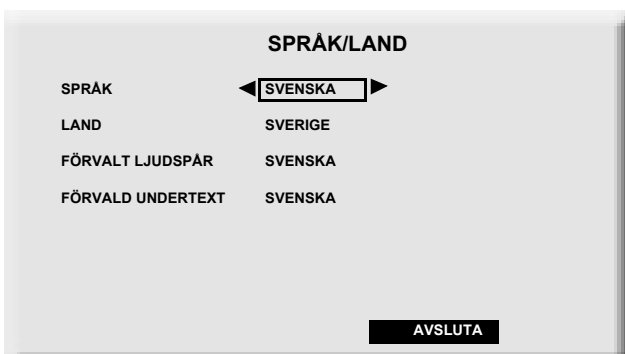 SPRÅK/LAND
SPRÅK SVENSKA
LAND SVERIGE
FÖRVALT LJUDSPÅR SVENSKA
FÖRVALD UNDERTEXT SVENSKA
AVSLUTA